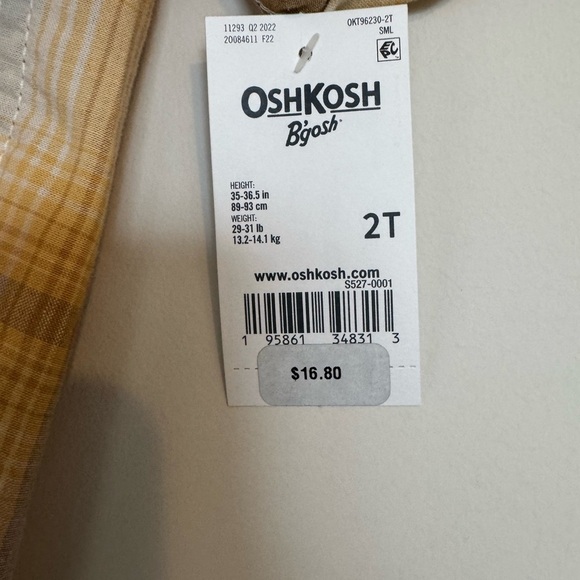 11293 Q2 2022
20084611 F22
OKT96230-2T
SML
OSHKOSH
B'gosh
HEIGHT:
35-36.5 in
89-93 cm
WEIGHT:
29-31 lb
13.2-14.1 kg
2T
www.oshkosh.com
S527-0001
1 95861 34831 3
$16.80